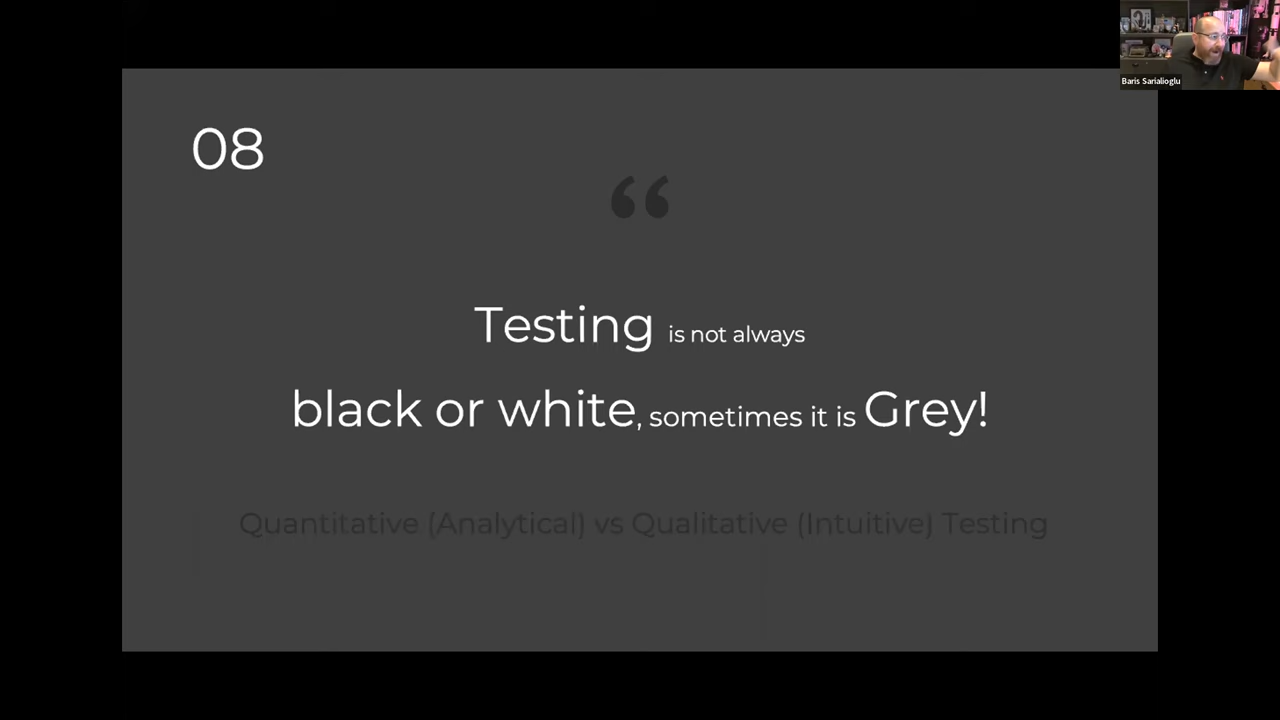 Baris Sarialioglu
08
“
Testing is not always
black or white, sometimes it is Grey!
Quantitative (Analytical) vs Qualitative (Intuitive) Testing